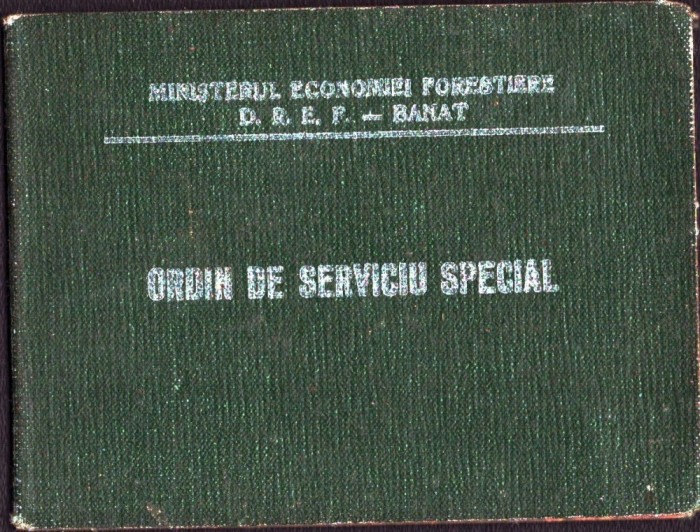 MINISTERUL ECONOMIEI FORESTIERE
D. R. E. F. — BANAT
ORDIN DE SERVICIU SPECIAL